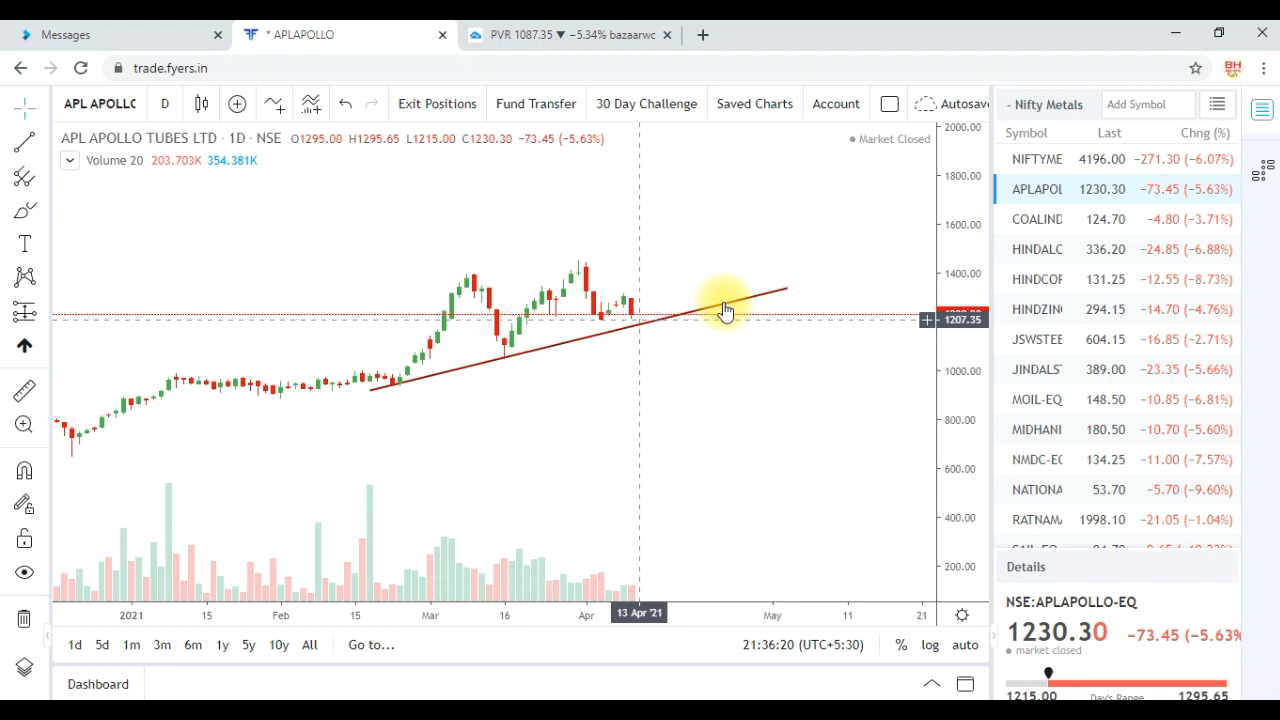 Messages
* APLAPOLLO
PVR 1087.35 ▼ −5.34% bazaarwc
trade.fyers.in
APL APOLLC D Exit Positions Fund Transfer 30 Day Challenge Saved Charts Account Autosave
- Nifty Metals Add Symbol
APL APOLLO TUBES LTD · 1D · NSE O1295.00 H1295.65 L1215.00 C1230.30 −73.45 (−5.63%)
Market Closed
Volume 20 203.703K 354.381K
Symbol Last Chng (%)
NIFTYME 4196.00 -271.30 (-6.07%)
APLAPOL 1230.30 -73.45 (-5.63%)
COALIND 124.70 -4.80 (-3.71%)
HINDALC 336.20 -24.85 (-6.88%)
HINDCOF 131.25 -12.55 (-8.73%)
HINDZIN 294.15 -14.70 (-4.76%)
JSWSTEE 604.15 -16.85 (-2.71%)
JINDALS 389.00 -23.35 (-5.66%)
MOIL-EQ 148.50 -10.85 (-6.81%)
MIDHANI 180.50 -10.70 (-5.60%)
NMDC-EC 134.25 -11.00 (-7.57%)
NATIONA 53.70 -5.70 (-9.60%)
RATNAM 1998.10 -21.05 (-1.04%)
2000.00
1800.00
1600.00
1400.00
1207.35
1000.00
800.00
600.00
400.00
200.00
2021 15 Feb 15 Mar 16 Apr 13 Apr '21 May 11 21
1d 5d 1m 3m 6m 1y 5y 10y All Go to... 21:36:20 (UTC+5:30) % log auto
Dashboard
Details
NSE:APLAPOLLO-EQ
1230.30 -73.45 (-5.63%
market closed
1215.00 Day's Range 1295.65